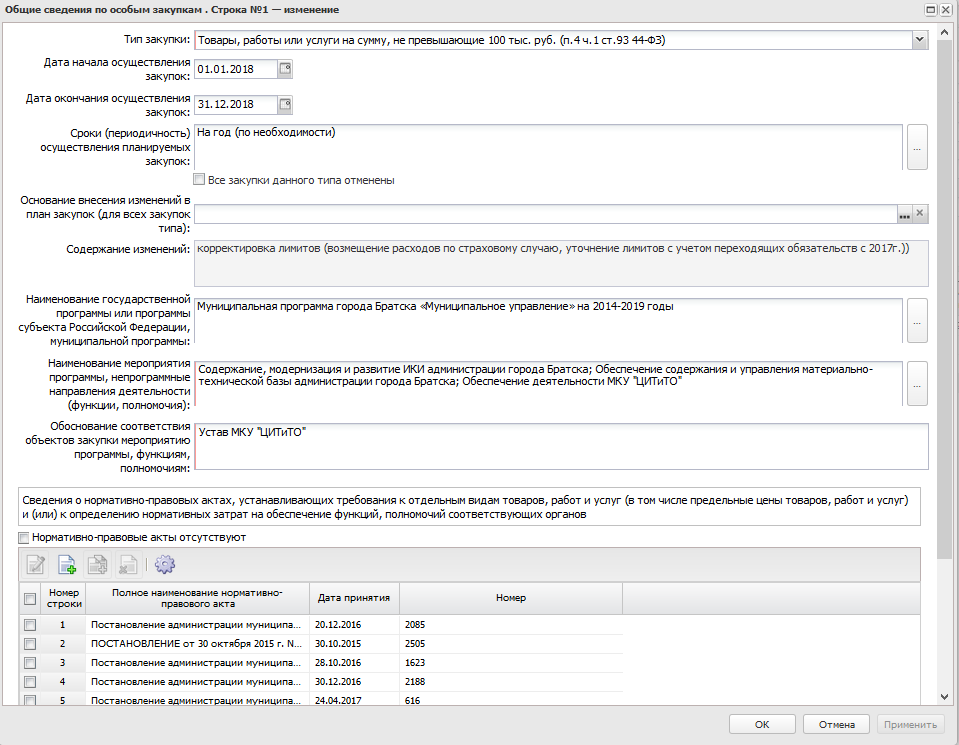 Общие сведения по особым закупкам . Строка №1 — изменение
Тип закупки:
Товары, работы или услуги на сумму, не превышающие 100 тыс. руб. (п.4 ч.1 ст.93 44-ФЗ)
Дата начала осуществления
закупок:
01.01.2018
Дата окончания осуществления
закупок:
31.12.2018
Сроки (периодичность)
осуществления планируемых
закупок:
На год (по необходимости)
...
Все закупки данного типа отменены
Основание внесения изменений в
план закупок (для всех закупок
типа):
...
Содержание изменений:
корректировка лимитов (возмещение расходов по страховому случаю, уточнение лимитов с учетом переходящих обязательств с 2017г.))
Наименование государственной
программы или программы
субъекта Российской Федерации,
муниципальной программы:
Муниципальная программа города Братска «Муниципальное управление» на 2014-2019 годы
...
Наименование мероприятия
программы, непрограммные
направления деятельности
(функции, полномочия):
Содержание, модернизация и развитие ИКИ администрации города Братска; Обеспечение содержания и управления материально-
технической базы администрации города Братска; Обеспечение деятельности МКУ "ЦИТиТО"
...
Обоснование соответствия
объектов закупки мероприятию
программы, функциям,
полномочиям:
Устав МКУ "ЦИТиТО"
Сведения о нормативно-правовых актах, устанавливающих требования к отдельным видам товаров, работ и услуг (в том числе предельные цены товаров, работ и услуг)
и (или) к определению нормативных затрат на обеспечение функций, полномочий соответствующих органов
Нормативно-правовые акты отсутствуют
Номер строки Полное наименование нормативно-правового акта Дата принятия Номер
1 Постановление администрации муниципа... 20.12.2016 2085
2 ПОСТАНОВЛЕНИЕ от 30 октября 2015 г. N... 30.10.2015 2505
3 Постановление администрации муниципа... 28.10.2016 1623
4 Постановление администрации муниципа... 30.12.2016 2188
5 Постановление администрации муниципа... 24.04.2017 616
ОК Отмена Применить